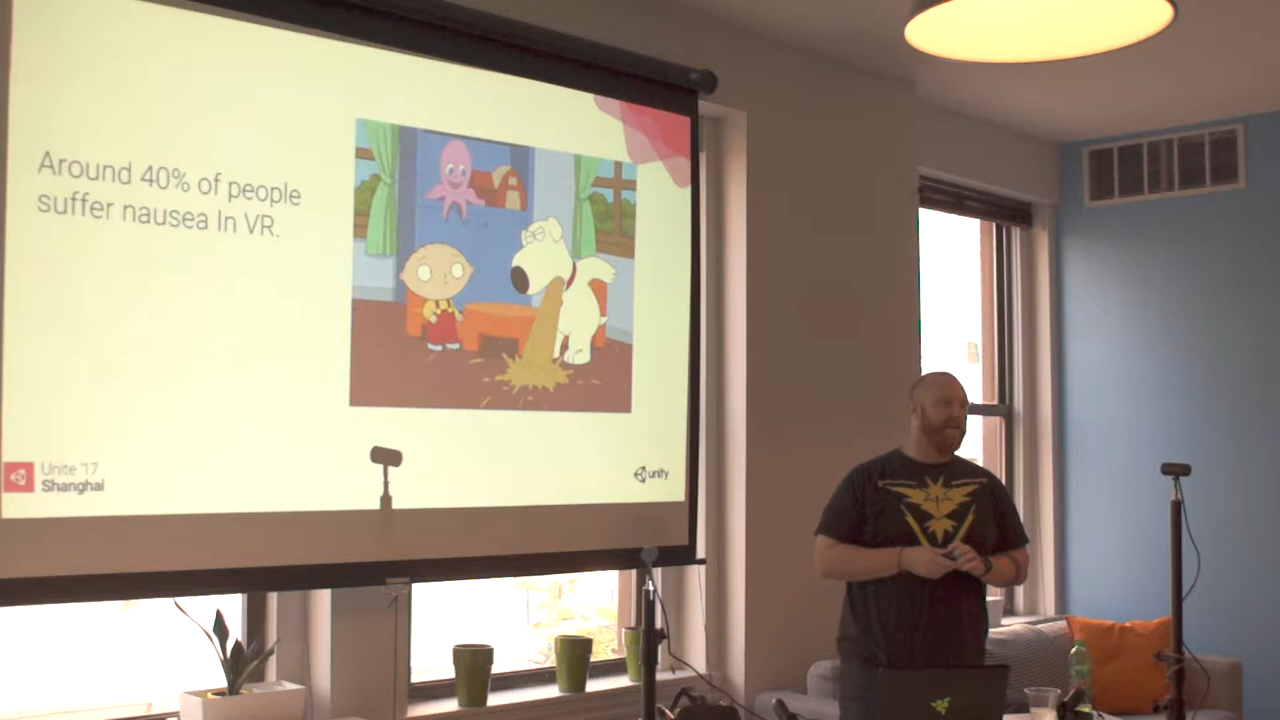 Around 40% of people
suffer nausea In VR.
Unite '17
Shanghai
unity